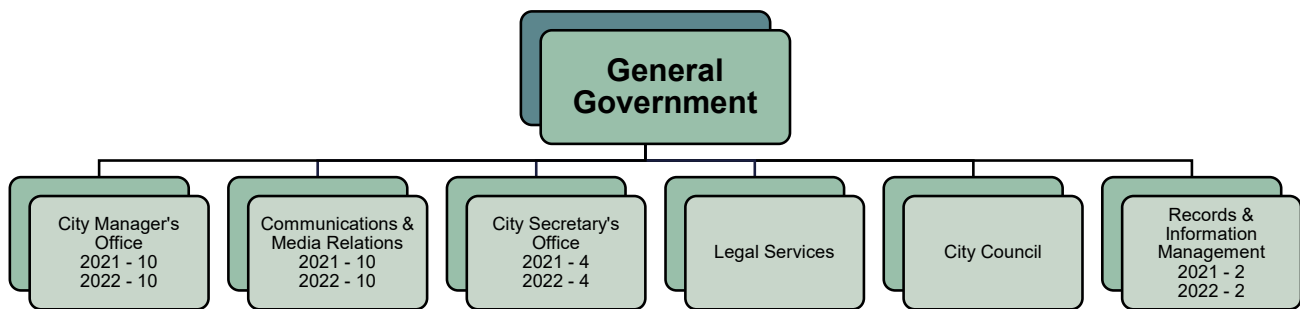 General
Government
City Manager's
Office
2021 - 10
2022 - 10
Communications &
Media Relations
2021 - 10
2022 - 10
City Secretary's
Office
2021 - 4
2022 - 4
Legal Services
City Council
Records &
Information
Management
2021 - 2
2022 - 2